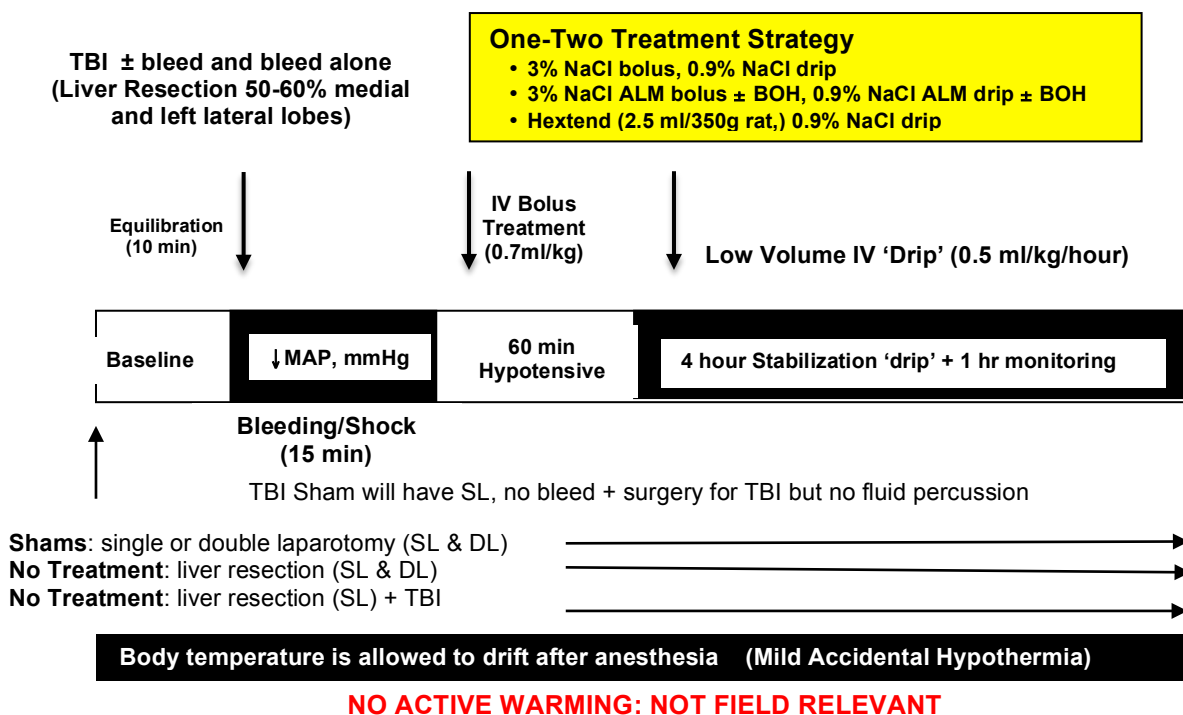 TBI ± bleed and bleed alone
(Liver Resection 50-60% medial
and left lateral lobes)
One-Two Treatment Strategy
• 3% NaCl bolus, 0.9% NaCl drip
• 3% NaCl ALM bolus ± BOH, 0.9% NaCl ALM drip ± BOH
• Hextend (2.5 ml/350g rat,) 0.9% NaCl drip
Equilibration
(10 min)
IV Bolus
Treatment
(0.7ml/kg)
Low Volume IV ‘Drip’ (0.5 ml/kg/hour)
Baseline
↓MAP, mmHg
60 min
Hypotensive
4 hour Stabilization ‘drip’ + 1 hr monitoring
Bleeding/Shock
(15 min)
TBI Sham will have SL, no bleed + surgery for TBI but no fluid percussion
Shams: single or double laparotomy (SL & DL)
No Treatment: liver resection (SL & DL)
No Treatment: liver resection (SL) + TBI
Body temperature is allowed to drift after anesthesia (Mild Accidental Hypothermia)
NO ACTIVE WARMING: NOT FIELD RELEVANT